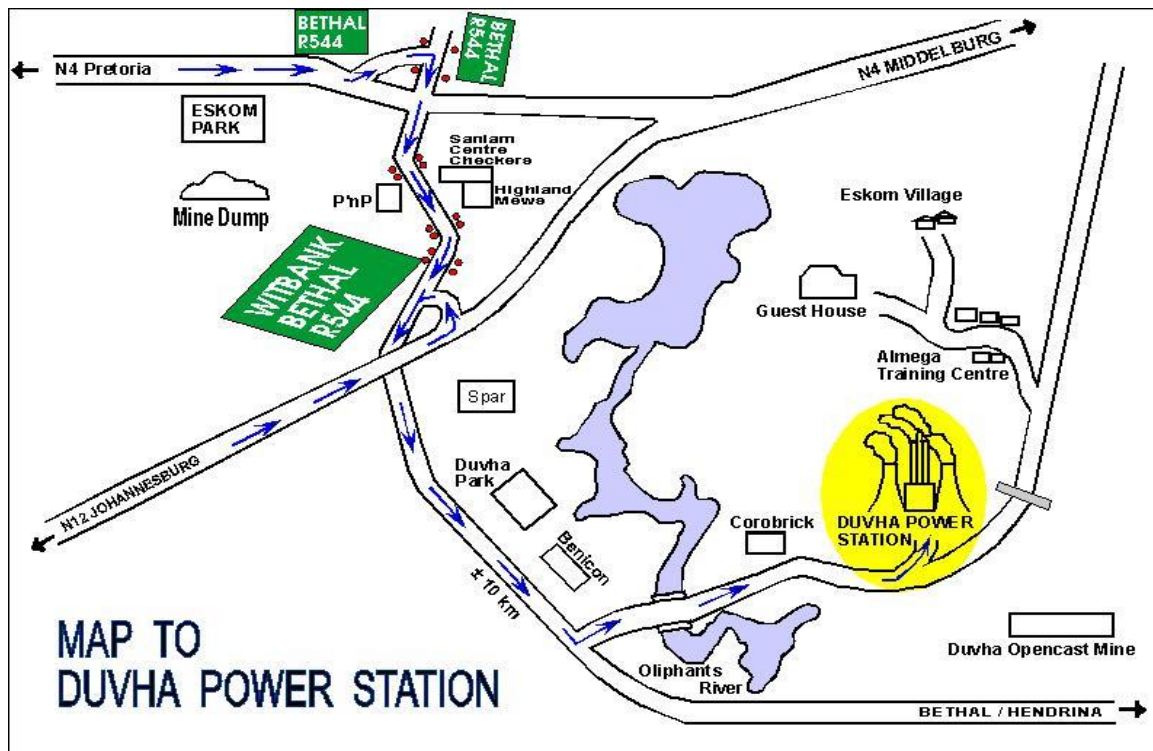 BETHAL
R544
BETHAL
R544
N4 Pretoria
N4 MIDDELBURG
ESKOM
PARK
Sanlam
Centre
Checkers
P'nP
Highland
Mews
Mine Dump
Eskom Village
WITBANK
BETHAL
R544
Guest House
Almega
Training Centre
Spar
N12 JOHANNESBURG
Duvha
Park
Corobrick
DUVHA POWER
STATION
Benicon
± 10 km
MAP TO
DUVHA POWER STATION
Oliphants
River
Duvha Opencast Mine
BETHAL / HENDRINA